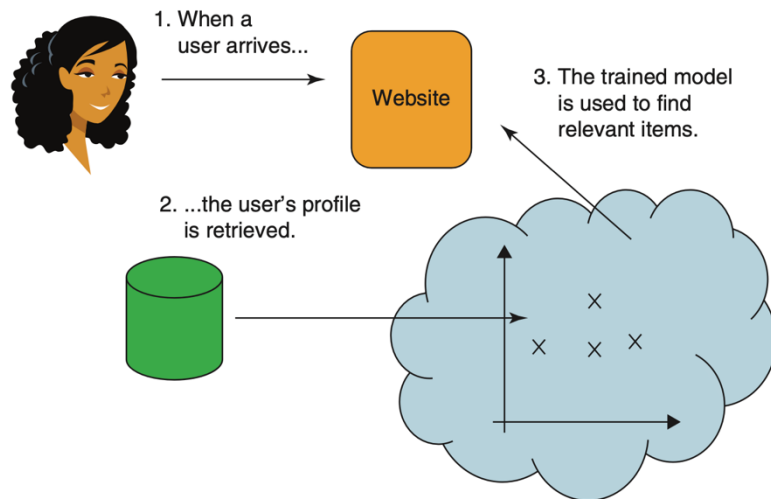 1. When a
user arrives...
Website
3. The trained model
is used to find
relevant items.
2. ...the user's profile
is retrieved.